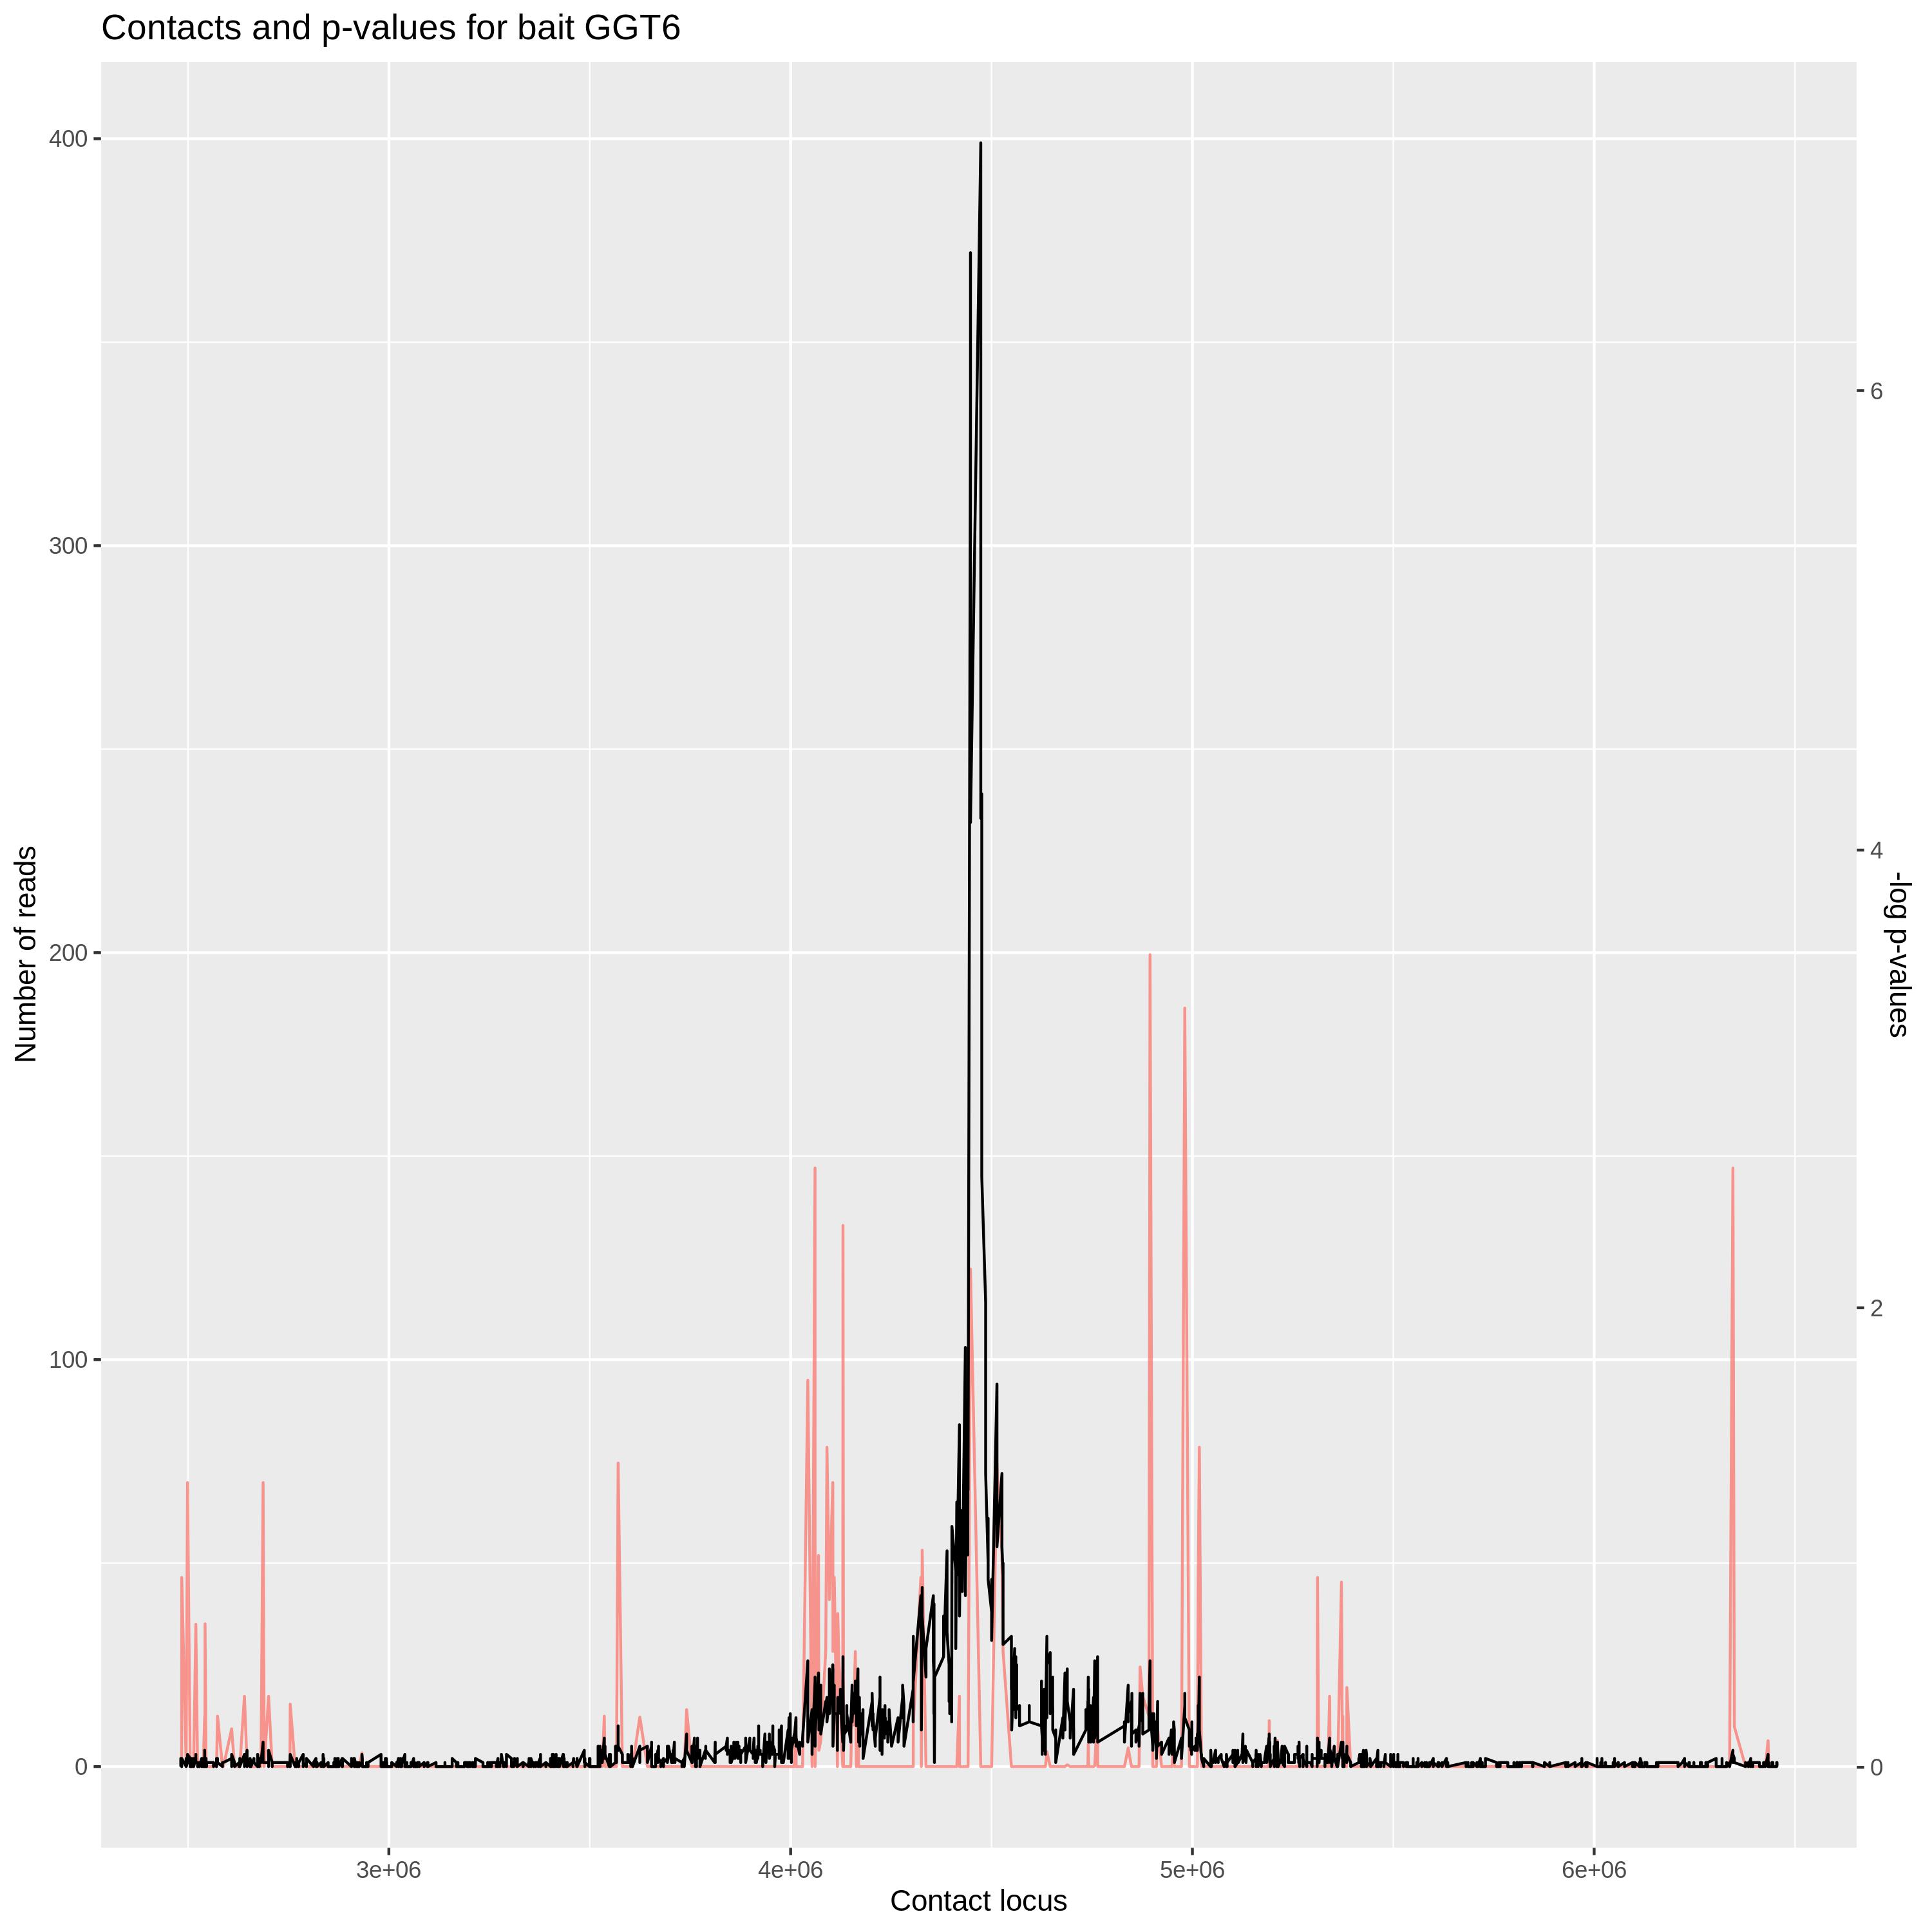 Contacts and p-values for bait GGT6
400
300
200
100
0
Number of reads
6
4
2
0
-log p-values
3e+06
4e+06
5e+06
6e+06
Contact locus